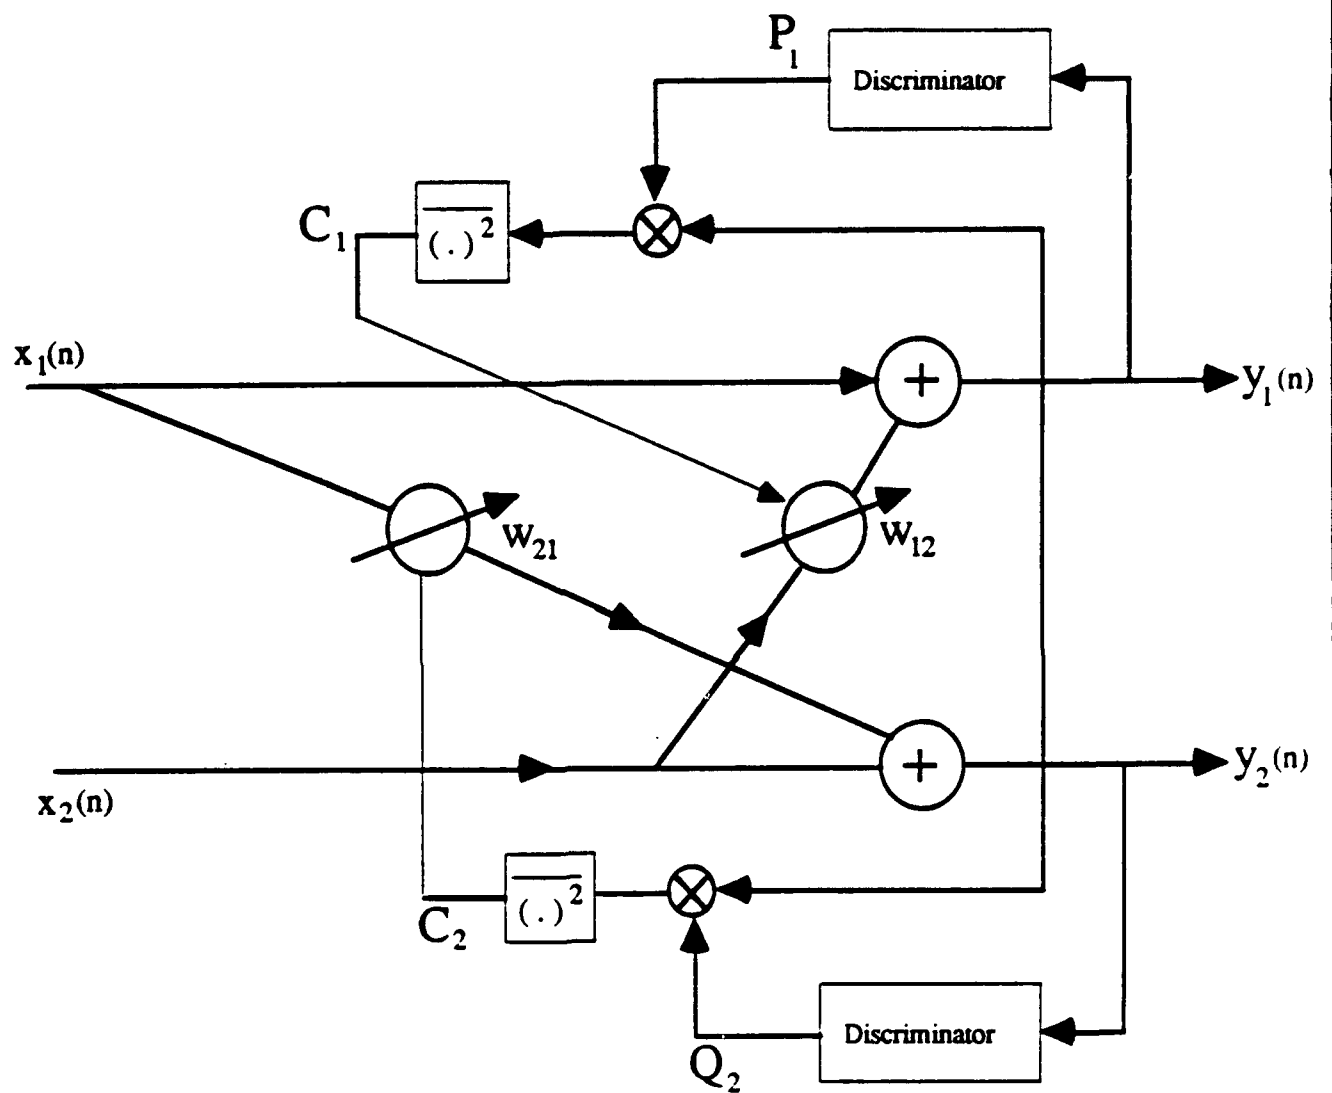 P₁
Discriminator
C₁
(.)²
x₁(n)
+
y₁(n)
w₂₁
w₁₂
x₂(n)
+
y₂(n)
(.)²
C₂
Discriminator
Q₂